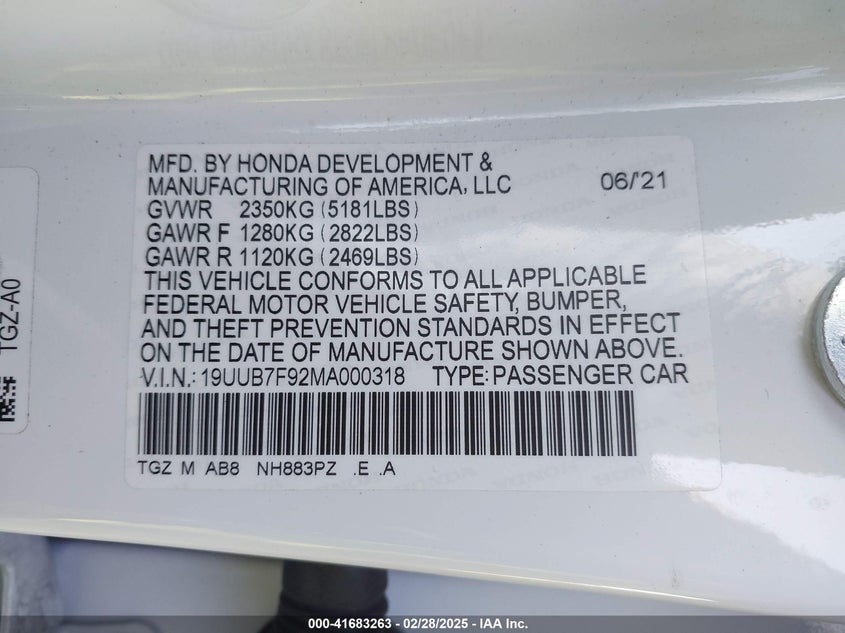 MFD. BY HONDA DEVELOPMENT &
MANUFACTURING OF AMERICA, LLC 06/'21
GVWR 2350KG (5181LBS)
GAWR F 1280KG (2822LBS)
GAWR R 1120KG (2469LBS)
THIS VEHICLE CONFORMS TO ALL APPLICABLE
FEDERAL MOTOR VEHICLE SAFETY, BUMPER,
AND THEFT PREVENTION STANDARDS IN EFFECT
ON THE DATE OF MANUFACTURE SHOWN ABOVE.
V.I.N.: 19UUB7F92MA000318 TYPE: PASSENGER CAR
TGZ M AB8 NH883PZ .E .A
TGZ-A0
000-41683263 - 02/28/2025 - IAA Inc.